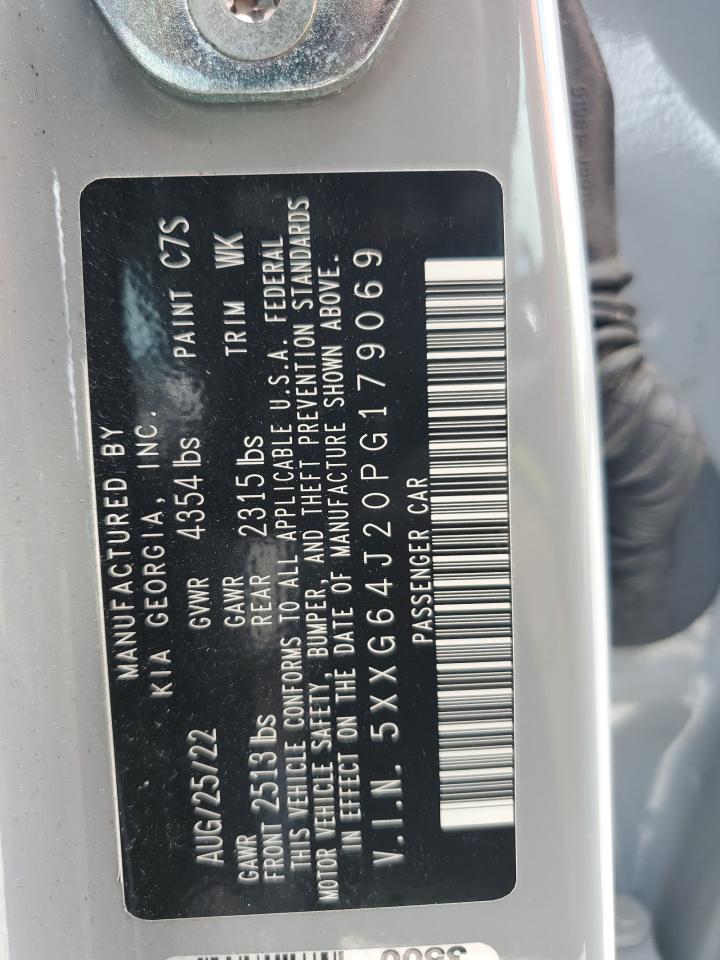 MANUFACTURED BY
KIA GEORGIA, INC.
AUG/25/22 GVWR 4354 lbs PAINT C7S
GAWR GAWR
FRONT 2513 lbs REAR 2315 lbs TRIM WK
THIS VEHICLE CONFORMS TO ALL APPLICABLE U.S.A. FEDERAL
MOTOR VEHICLE SAFETY, BUMPER, AND THEFT PREVENTION STANDARDS
IN EFFECT ON THE DATE OF MANUFACTURE SHOWN ABOVE.
V.I.N. 5XXG64J20PG179069
PASSENGER CAR
3500